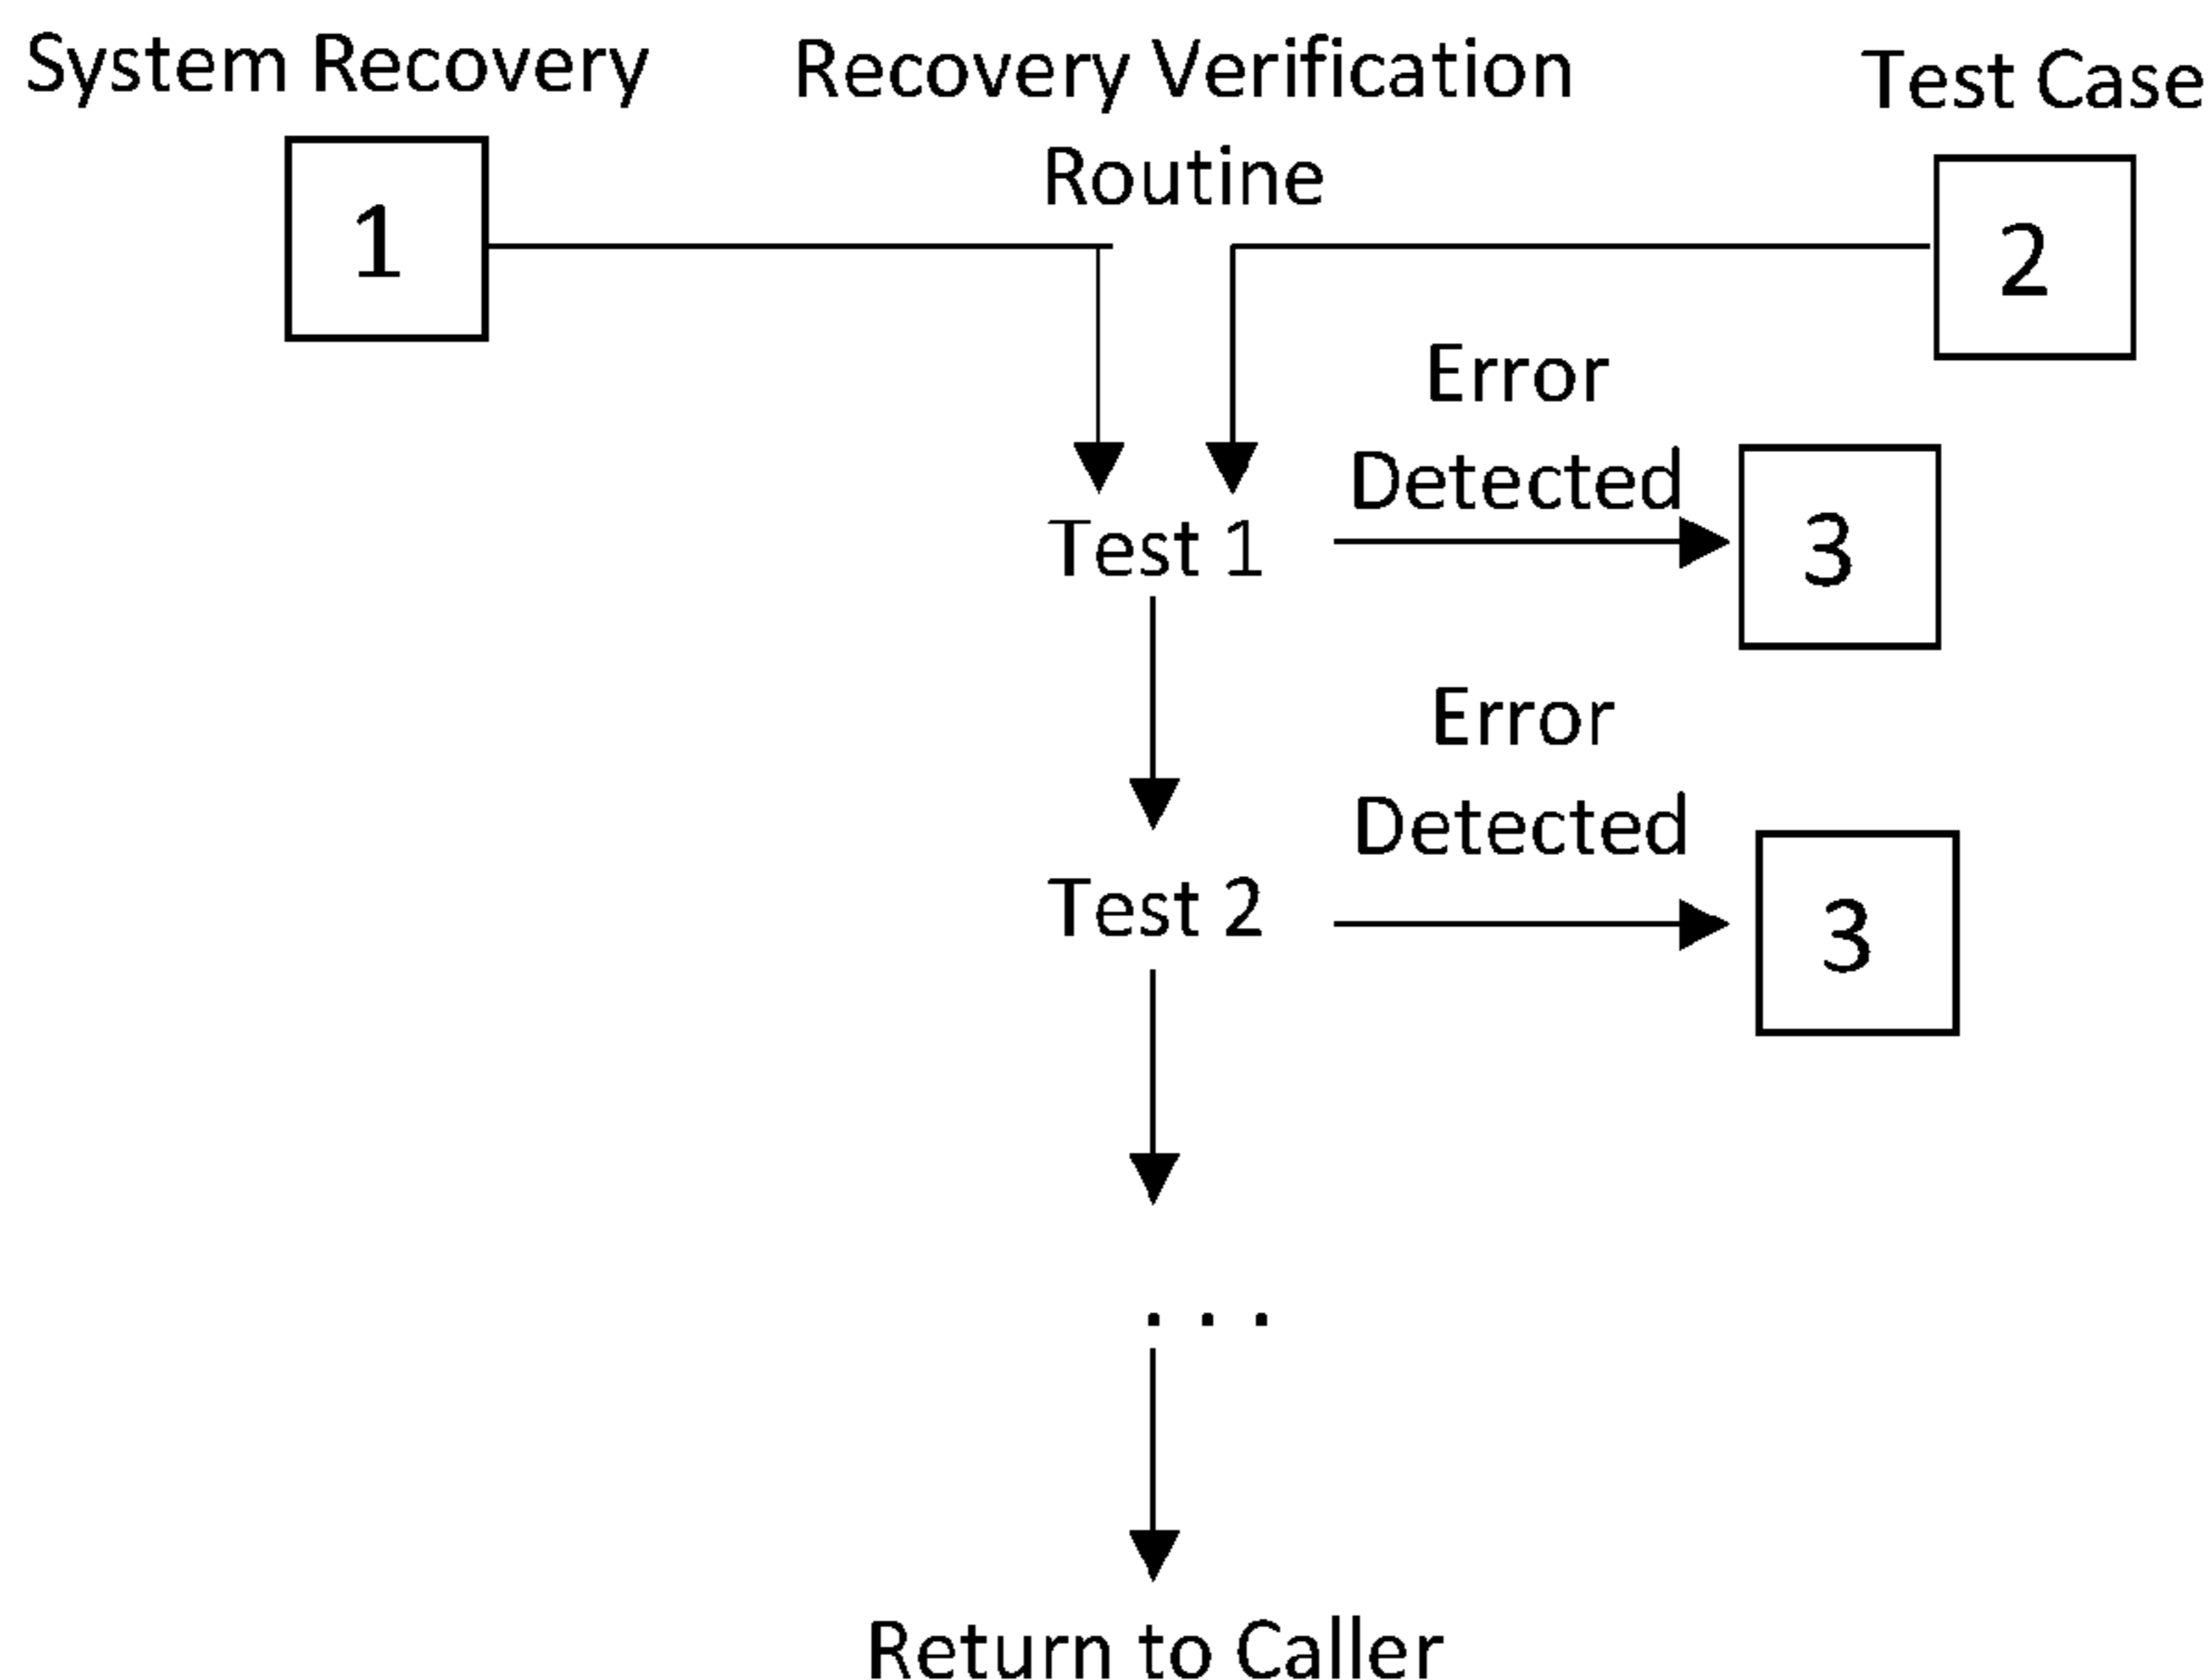 System Recovery
Recovery Verification
Routine
Test Case
1
2
Error
Detected
Test 1
3
Error
Detected
Test 2
3
. . .
Return to Caller